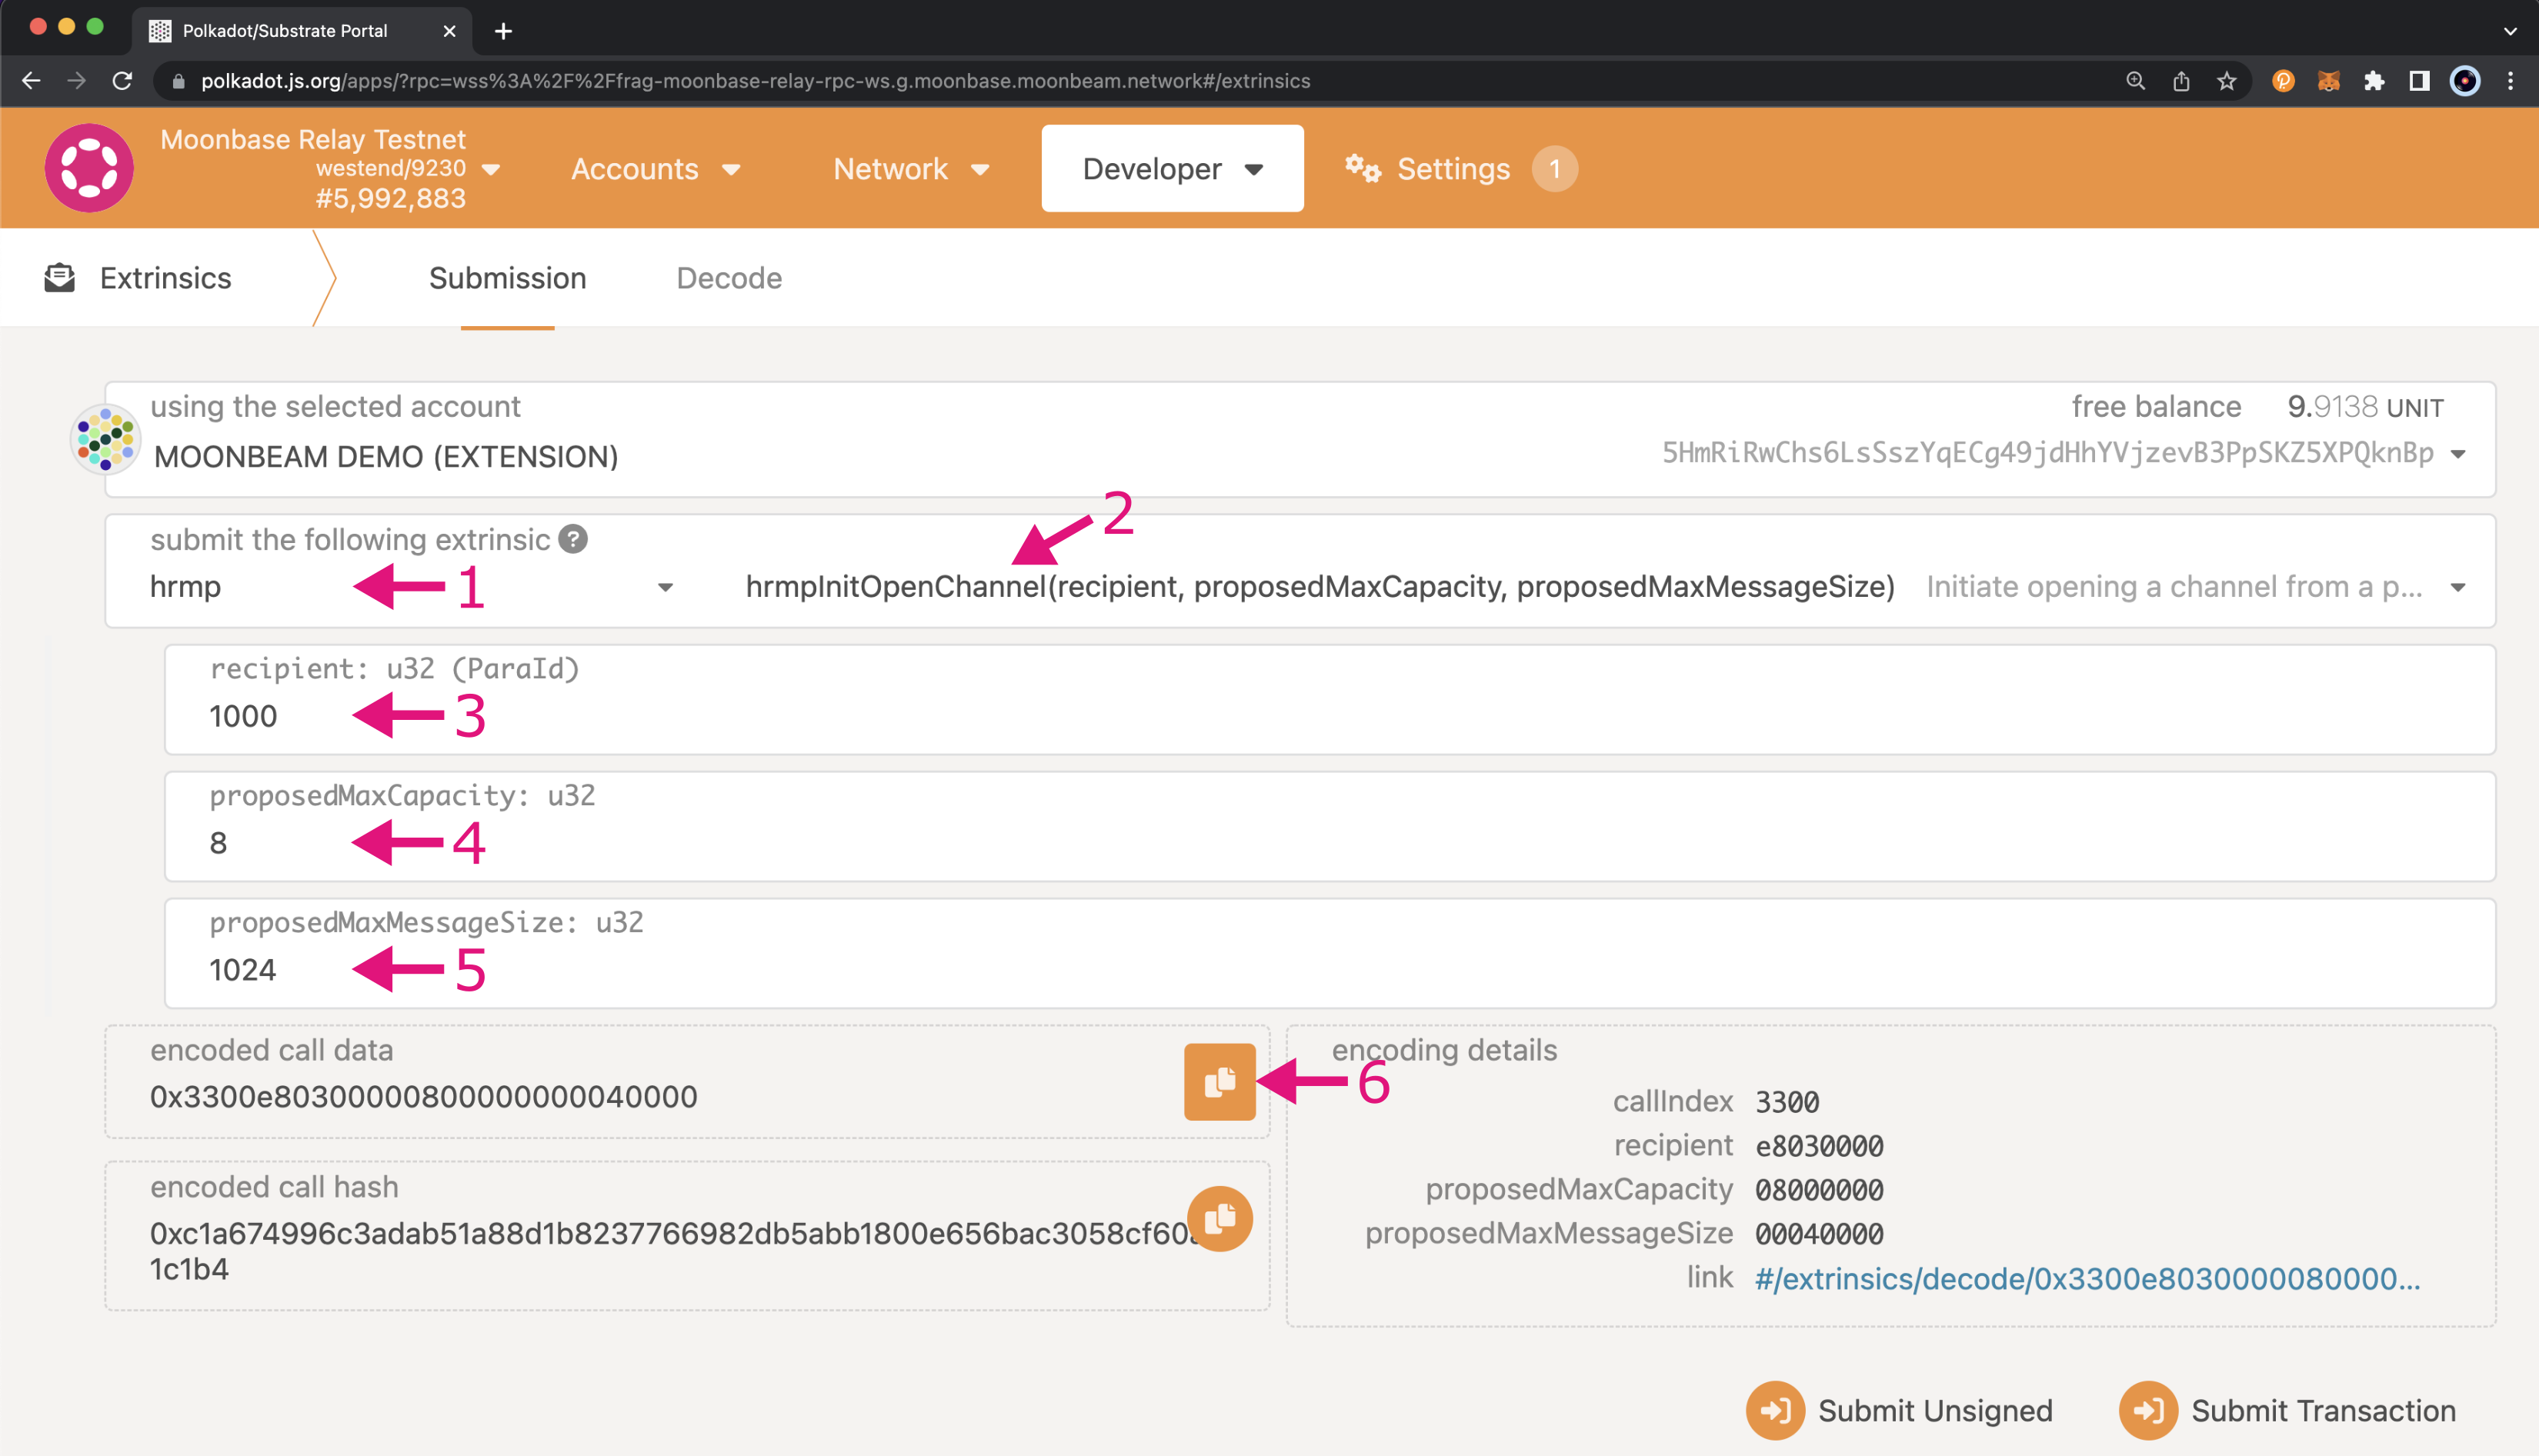 Polkadot/Substrate Portal
polkadot.js.org/apps/?rpc=wss%3A%2F%2Ffrag-moonbase-relay-rpc-ws.g.moonbase.moonbeam.network#/extrinsics
Moonbase Relay Testnet
westend/9230
#5,992,883
Accounts
Network
Developer
Settings
1
Extrinsics
Submission
Decode
using the selected account
free balance 9.9138 UNIT
MOONBEAM DEMO (EXTENSION)
5HmRiRwChs6LsSszYqECg49jdHhYVjzevB3PpSKZ5XPQknBp
2
submit the following extrinsic ?
hrmp
1
hrmpInitOpenChannel(recipient, proposedMaxCapacity, proposedMaxMessageSize)
Initiate opening a channel from a p...
recipient: u32 (ParaId)
1000
3
proposedMaxCapacity: u32
8
4
proposedMaxMessageSize: u32
1024
5
encoded call data
0x3300e803000008000000000040000
6
encoded call hash
0xc1a674996c3adab51a88d1b8237766982db5abb1800e656bac3058cf60
1c1b4
encoding details
callIndex 3300
recipient e8030000
proposedMaxCapacity 08000000
proposedMaxMessageSize 00040000
link #/extrinsics/decode/0x3300e8030000080000...
Submit Unsigned
Submit Transaction